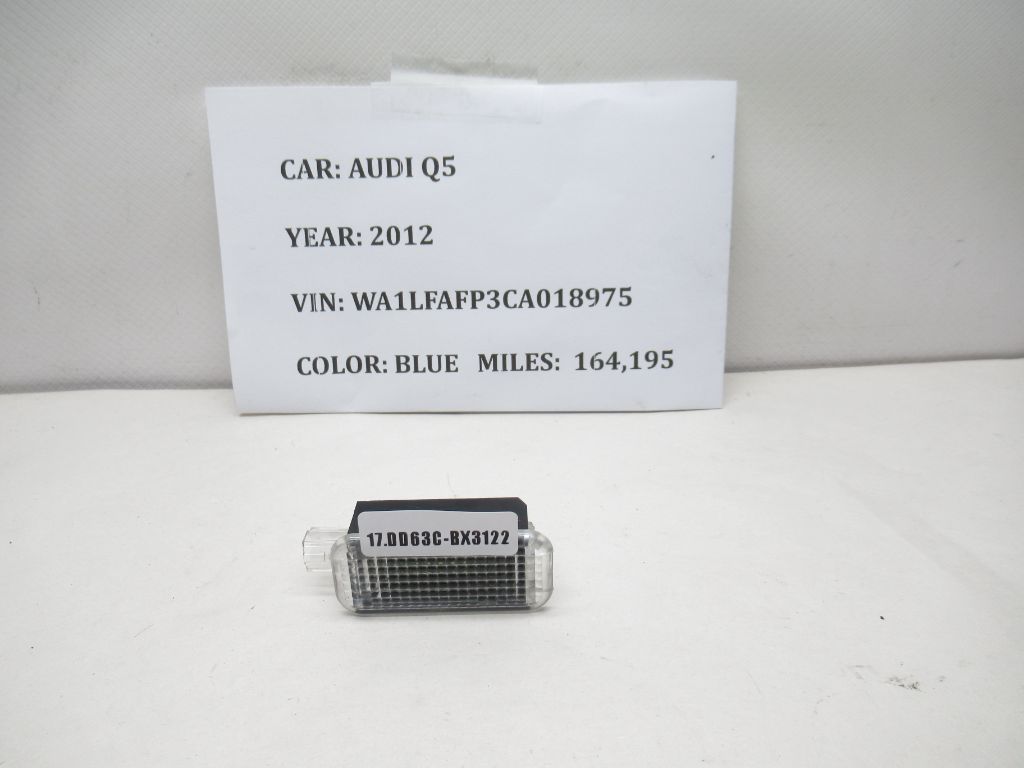 CAR: AUDI Q5
YEAR: 2012
VIN: WA1LFAFP3CA018975
COLOR: BLUE MILES: 164,195
17.DD63C-BX3122